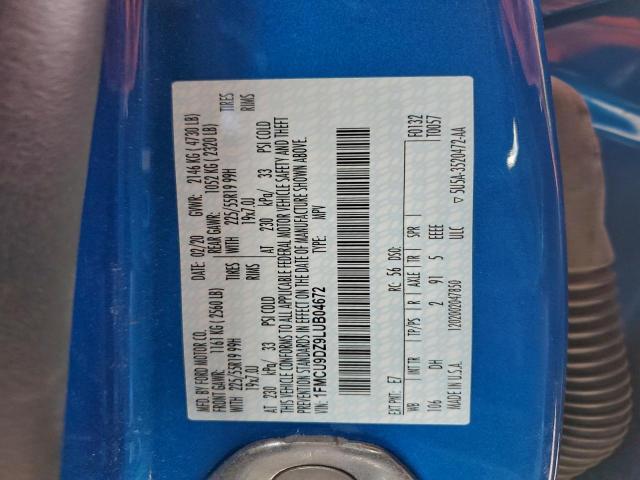 MFD. BY FORD MOTOR CO.
DATE: 02/20 GVWR: 2146 KG ( 4730 LB)
FRONT GAWR: 1161 KG ( 2560 LB) REAR GAWR: 1052 KG ( 2320 LB)
225/55R19 99H TIRES WITH 225/55R19 99H TIRES
19x7.0J RIMS 19x7.0J RIMS
AT 230 kPa/ 33 PSI COLD AT 230 kPa/ 33 PSI COLD
THIS VEHICLE CONFORMS TO ALL APPLICABLE FEDERAL MOTOR VEHICLE SAFETY AND THEFT
PREVENTION STANDARDS IN EFFECT ON THE DATE OF MANUFACTURE SHOWN ABOVE.
VIN: 1FMCU9DZ9LUB04672 TYPE: MPV
EXT PNT: E7 RC: 56 DSO: F0132
WB INT TR TP/PS R AXLE TR SPR T0057
106 DH 2 91 5 EEEE
MADE IN U.S.A. ULC ▽ 5U5A-3520472-AA